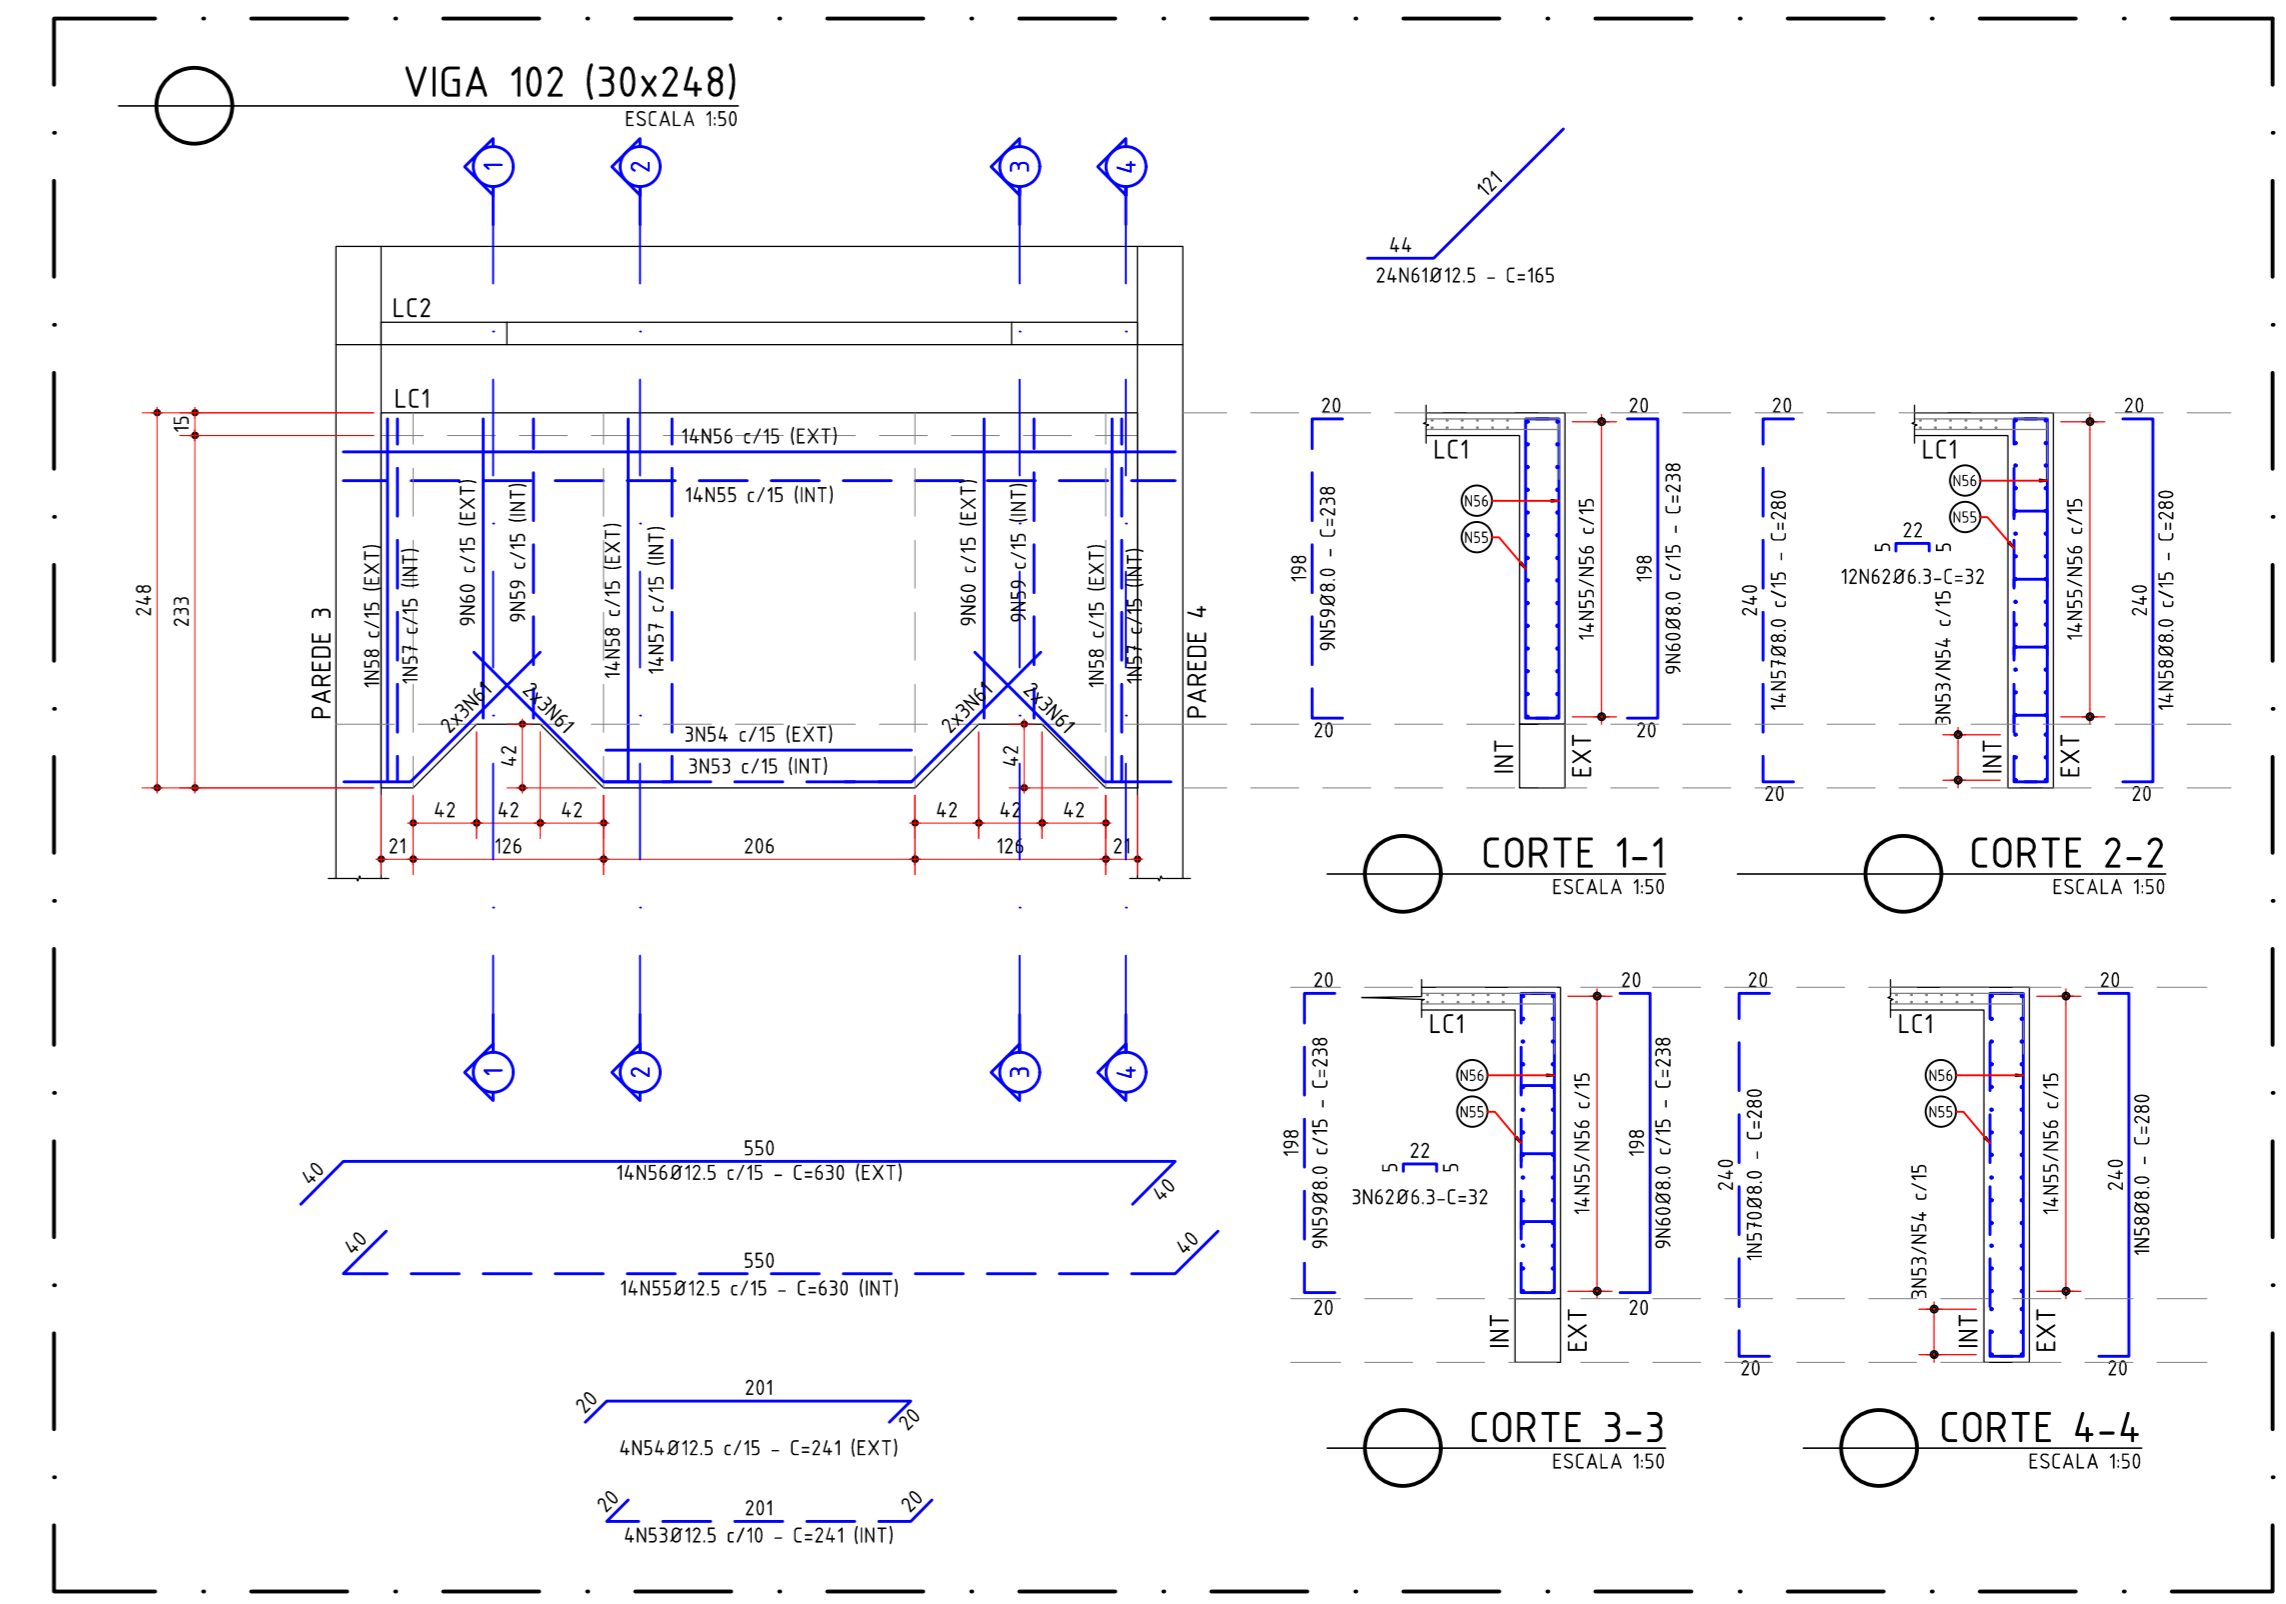 VIGA 102 (30x248)
ESCALA 1:50
1
2
3
4
121
44
24N61Ø12.5 - C=165
LC2
LC1
15
248
233
PAREDE 3
PAREDE 4
14N56 c/15 (EXT)
14N55 c/15 (INT)
1N58 c/15 (EXT)
1N57 c/15 (INT)
9N60 c/15 (EXT)
9N59 c/15 (INT)
14N58 c/15 (EXT)
14N57 c/15 (INT)
9N60 c/15 (EXT)
9N59 c/15 (INT)
1N58 c/15 (EXT)
1N57 c/15 (INT)
2x3N61
2x3N61
2x3N61
2x3N61
3N54 c/15 (EXT)
3N53 c/15 (INT)
42
42
42
42
42
42
42
42
21
126
206
126
21
1
2
3
4
20
198
9N59Ø8.0 - C=238
20
LC1
N56
N55
14N55/N56 c/15
INT
EXT
20
198
9N60Ø8.0 c/15 - C=238
20
CORTE 1-1
ESCALA 1:50
20
240
14N57Ø8.0 c/15 - C=280
20
22
5
5
12N62Ø6.3-C=32
3N53/N54 c/15
LC1
N56
N55
14N55/N56 c/15
INT
EXT
20
240
14N58Ø8.0 c/15 - C=280
20
CORTE 2-2
ESCALA 1:50
20
198
9N59Ø8.0 c/15 - C=238
20
22
5
5
3N62Ø6.3-C=32
LC1
N56
N55
14N55/N56 c/15
INT
EXT
20
198
9N60Ø8.0 c/15 - C=238
20
CORTE 3-3
ESCALA 1:50
20
240
1N57Ø8.0 - C=280
20
3N53/N54 c/15
LC1
N56
N55
14N55/N56 c/15
INT
EXT
20
240
1N58Ø8.0 - C=280
20
CORTE 4-4
ESCALA 1:50
550
40
40
14N56Ø12.5 c/15 - C=630 (EXT)
40
550
40
14N55Ø12.5 c/15 - C=630 (INT)
201
20
20
4N54Ø12.5 c/15 - C=241 (EXT)
20
201
20
4N53Ø12.5 c/10 - C=241 (INT)